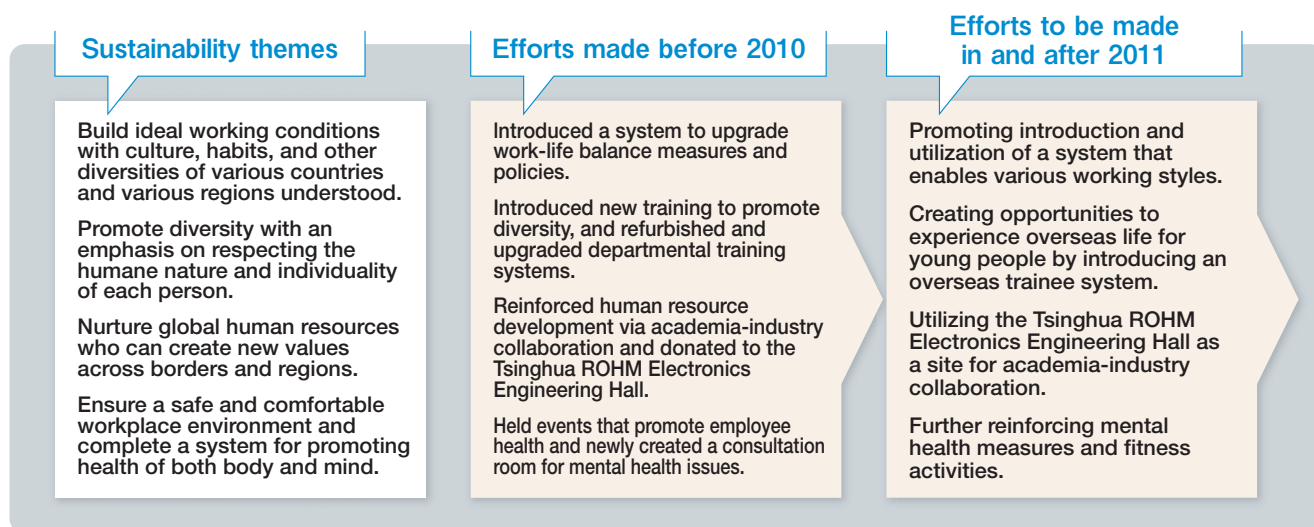 Sustainability themes
Build ideal working conditions
with culture, habits, and other
diversities of various countries
and various regions understood.
Promote diversity with an
emphasis on respecting the
humane nature and individuality
of each person.
Nurture global human resources
who can create new values
across borders and regions.
Ensure a safe and comfortable
workplace environment and
complete a system for promoting
health of both body and mind.
Efforts made before 2010
Introduced a system to upgrade
work-life balance measures and
policies.
Introduced new training to promote
diversity, and refurbished and
upgraded departmental training
systems.
Reinforced human resource
development via academia-industry
collaboration and donated to the
Tsinghua ROHM Electronics
Engineering Hall.
Held events that promote employee
health and newly created a consultation
room for mental health issues.
Efforts to be made
in and after 2011
Promoting introduction and
utilization of a system that
enables various working styles.
Creating opportunities to
experience overseas life for
young people by introducing an
overseas trainee system.
Utilizing the Tsinghua ROHM
Electronics Engineering Hall as
a site for academia-industry
collaboration.
Further reinforcing mental
health measures and fitness
activities.